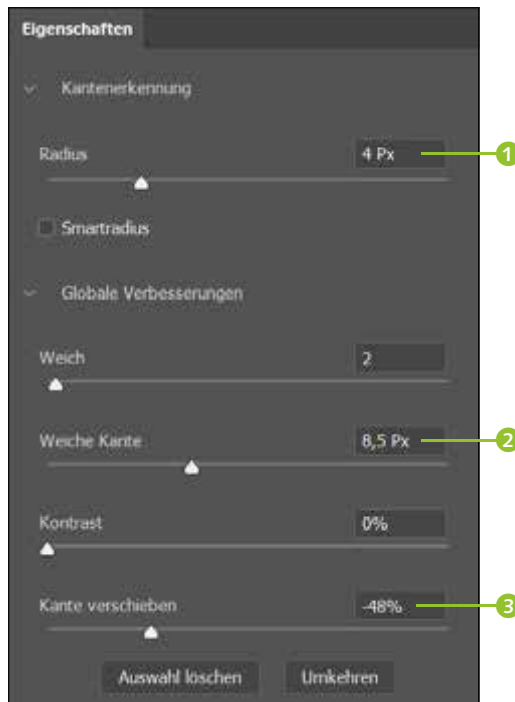 Eigenschaften
Kantenerkennung
Radius 4 Px 1
Smartradius
Globale Verbesserungen
Weich 2
Weiche Kante 8,5 Px 2
Kontrast 0%
Kante verschieben -48% 3
Auswahl löschen Umkehren